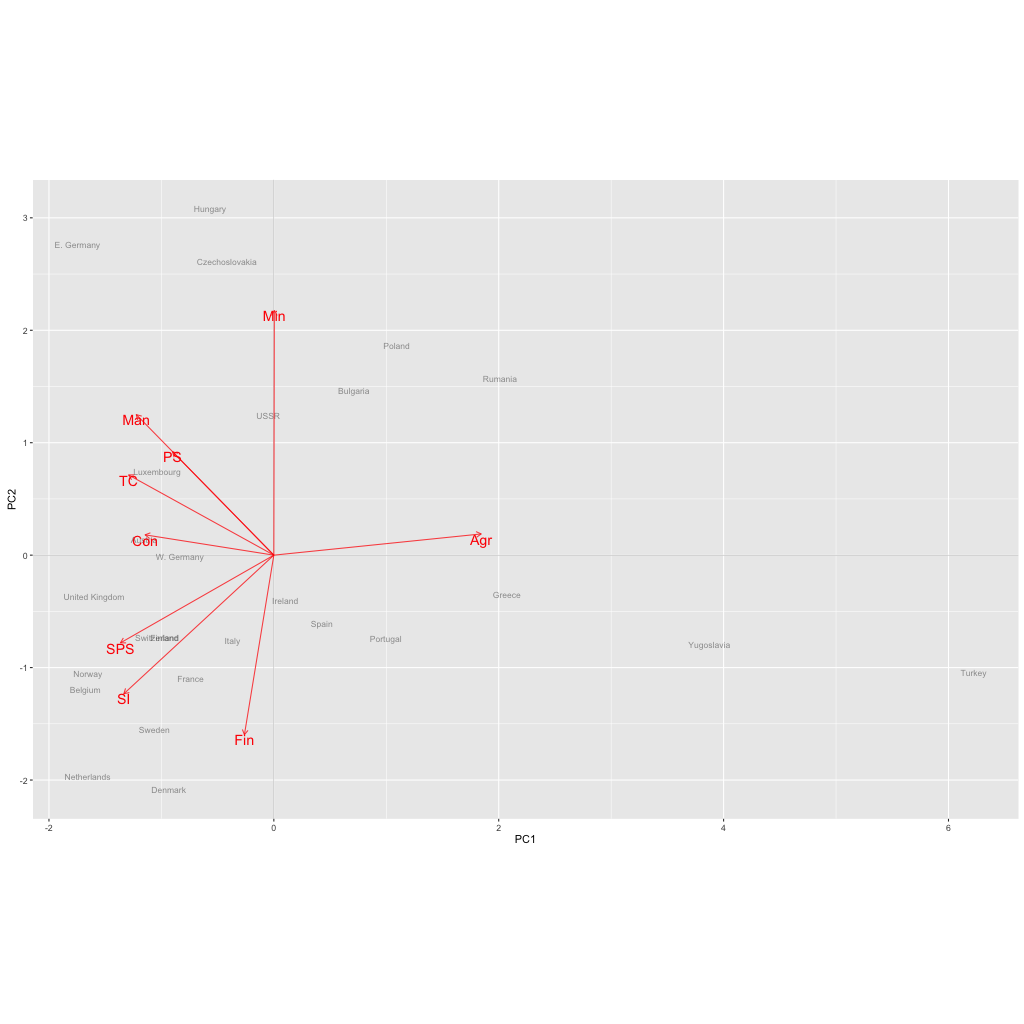 3
Hungary
E. Germany
Czechoslovakia
2
Min
Poland
Rumania
Bulgaria
USSR
Man
1
PS
Luxembourg
TC
Con
Agr
0
W. Germany
United Kingdom
Ireland
Greece
Spain
Finland
Italy
Portugal
Yugoslavia
SPS
-1
Norway
France
Turkey
Belgium
SI
Sweden
Fin
-2
Netherlands
Denmark
PC2
-2 0 2 4 6
PC1